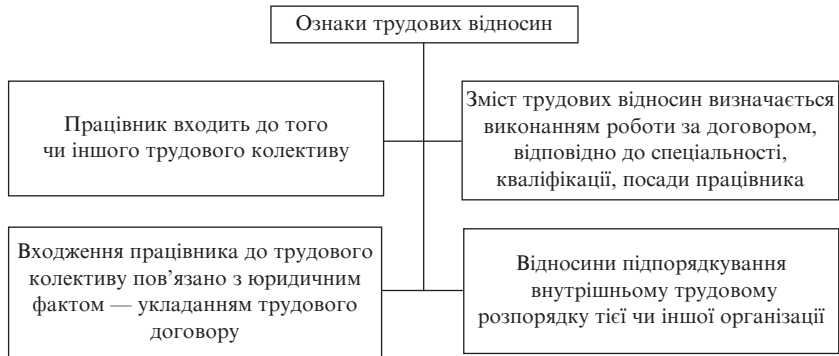 Ознаки трудових відносин
Працівник входить до того
чи іншого трудового колективу
Зміст трудових відносин визначається
виконанням роботи за договором,
відповідно до спеціальності,
кваліфікації, посади працівника
Входження працівника до трудового
колективу пов’язано з юридичним
фактом — укладанням трудового
договору
Відносини підпорядкування
внутрішньому трудовому
розпорядку тієї чи іншої організації